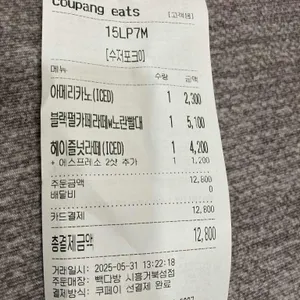 coupang eats
[고객용]
15LP7M
[수저포크O]
메뉴 수량 금액
아메리카노(ICED) 1 2,300
블랙펄카페라떼w노란빨대 1 5,100
헤이즐넛라떼(ICED) 1 4,200
+ 에스프레소 2샷 추가 1 1,200
주문금액 12,800
배달비 0
카드결제 12,800
총결제금액 12,800
거래일시: 2025-05-31 13:22:18
주문매장: 빽다방 시흥거북섬점
결제방식: 쿠페이 선결제 완료